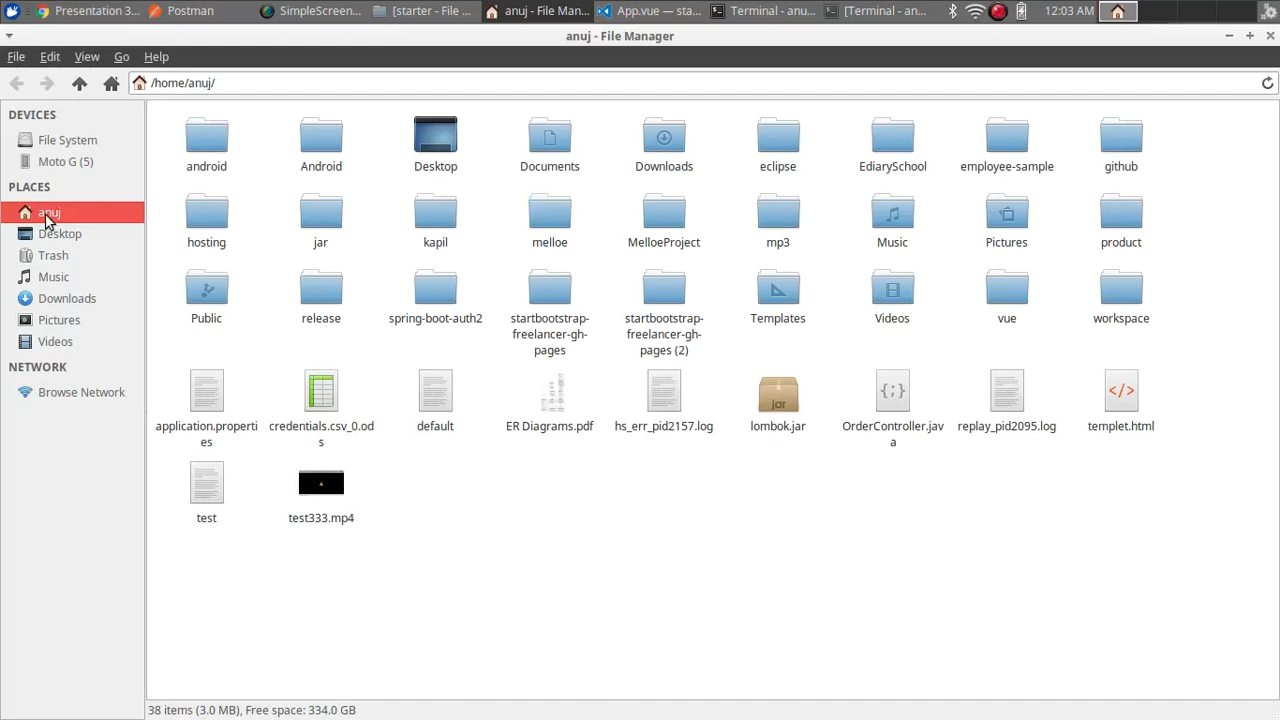 Presentation 3... Postman SimpleScreen... [starter - File ... anuj - File Man... App.vue — sta... Terminal - anu... [Terminal - an... 12:03 AM
anuj - File Manager
File Edit View Go Help
/home/anuj/
DEVICES
File System
Moto G (5)
PLACES
anuj
Desktop
Trash
Music
Downloads
Pictures
Videos
NETWORK
Browse Network
android Android Desktop Documents Downloads eclipse EdiarySchool employee-sample github
hosting jar kapil melloe MelloeProject mp3 Music Pictures product
Public release spring-boot-auth2 startbootstrap- startbootstrap- Templates Videos vue workspace
freelancer-gh- freelancer-gh-
pages pages (2)
jar {;} </>
application.properti credentials.csv_0.od default ER Diagrams.pdf hs_err_pid2157.log lombok.jar OrderController.jav replay_pid2095.log templet.html
es s a
test test333.mp4
38 items (3.0 MB), Free space: 334.0 GB